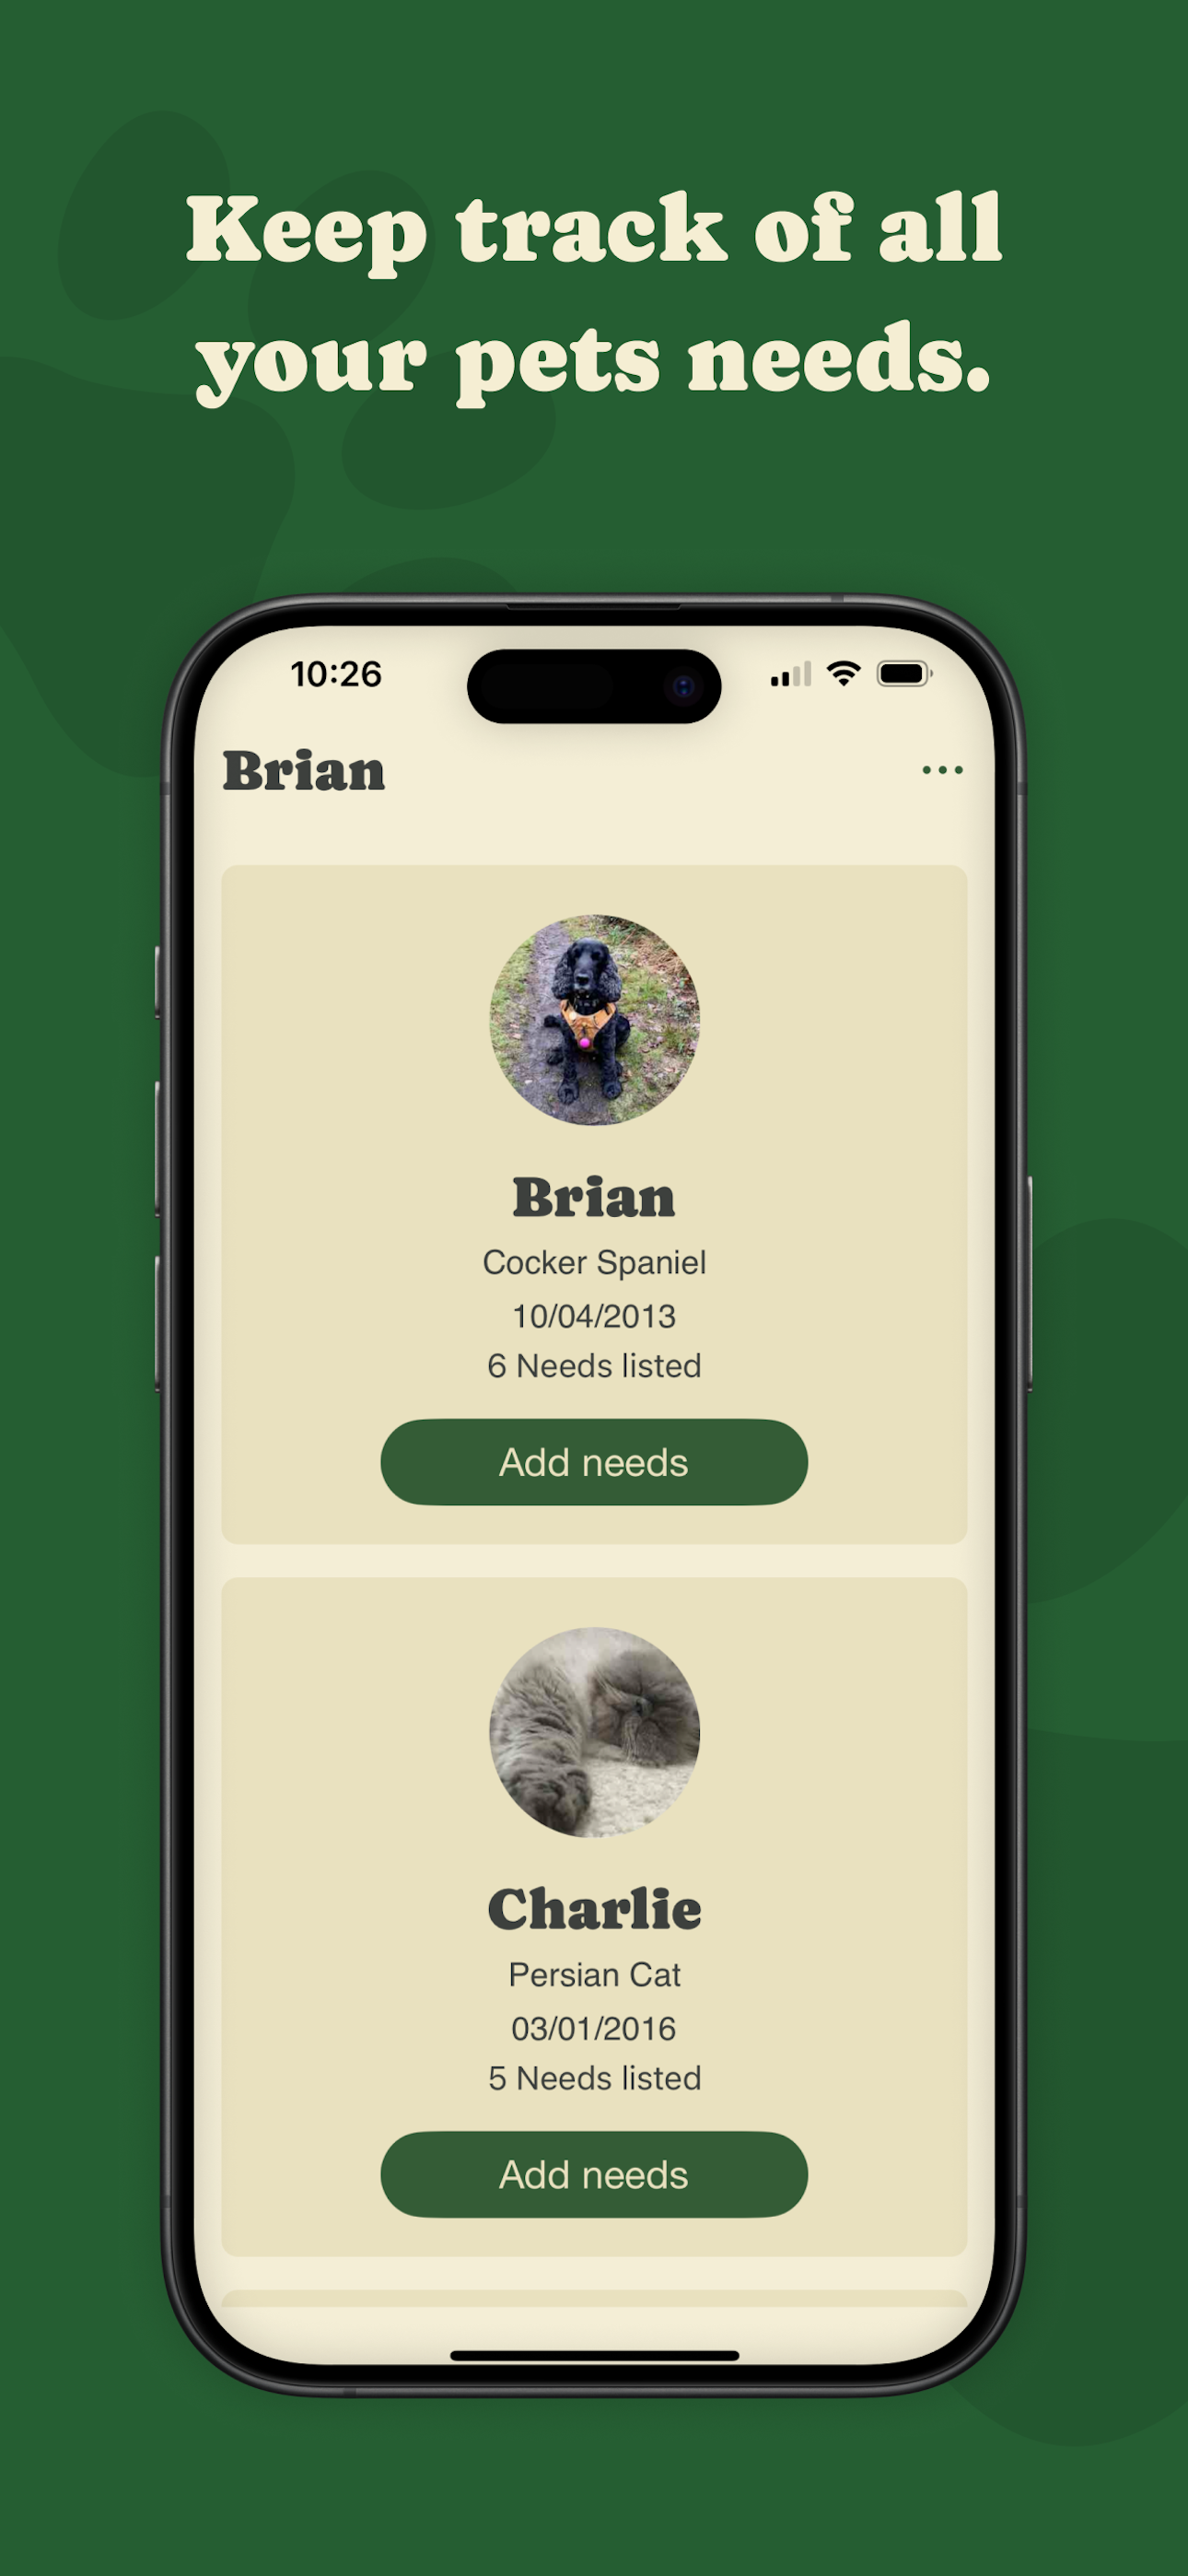 Keep track of all
your pets needs.
10:26
Brian
Brian
Cocker Spaniel
10/04/2013
6 Needs listed
Add needs
Charlie
Persian Cat
03/01/2016
5 Needs listed
Add needs